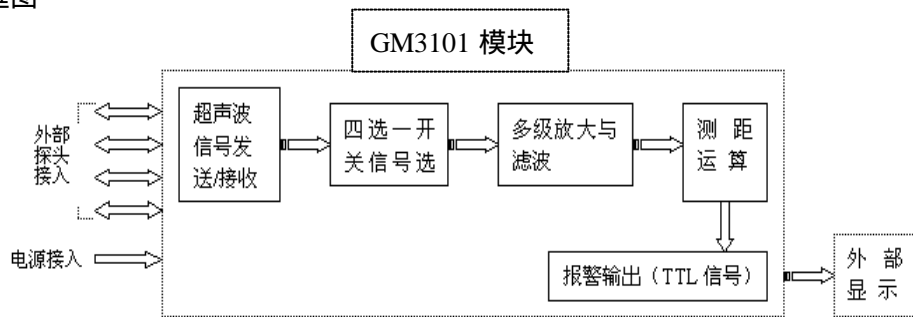 GM3101 模块
外部
探头
接入
电源接入
超声波
信号发
送/接收
四选一开
关信号选
多级放大与
滤波
测 距
运 算
报警输出（TTL 信号）
外 部
显 示